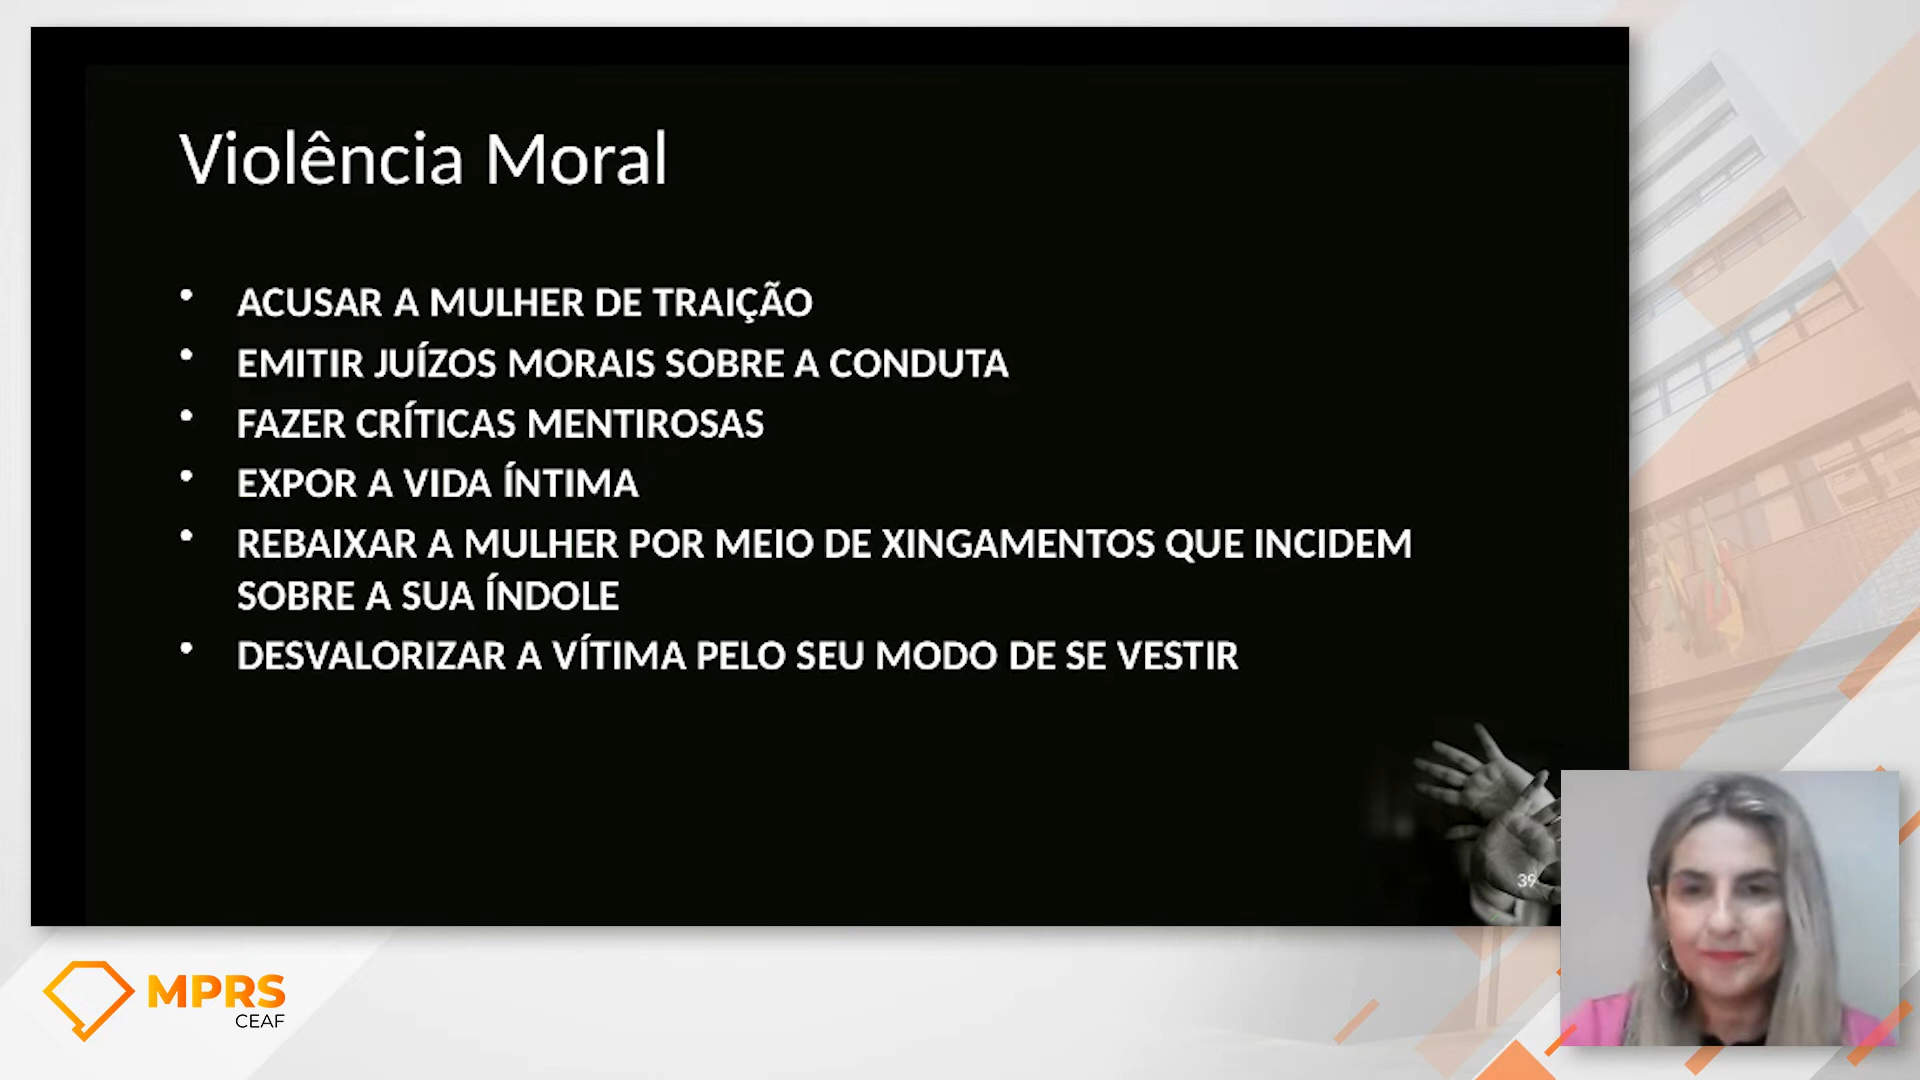 Violência Moral
• ACUSAR A MULHER DE TRAIÇÃO
• EMITIR JUÍZOS MORAIS SOBRE A CONDUTA
• FAZER CRÍTICAS MENTIROSAS
• EXPOR A VIDA ÍNTIMA
• REBAIXAR A MULHER POR MEIO DE XINGAMENTOS QUE INCIDEM
SOBRE A SUA ÍNDOLE
• DESVALORIZAR A VÍTIMA PELO SEU MODO DE SE VESTIR
39
MPRS
CEAF